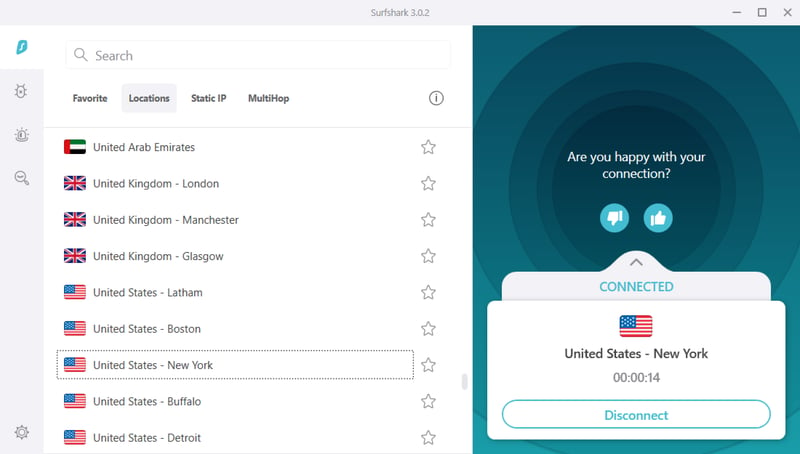 Surfshark 3.0.2
Search
Favorite
Locations
Static IP
MultiHop
United Arab Emirates
United Kingdom - London
United Kingdom - Manchester
United Kingdom - Glasgow
United States - Latham
United States - Boston
United States - New York
United States - Buffalo
United States - Detroit
Are you happy with your
connection?
CONNECTED
United States - New York
00:00:14
Disconnect